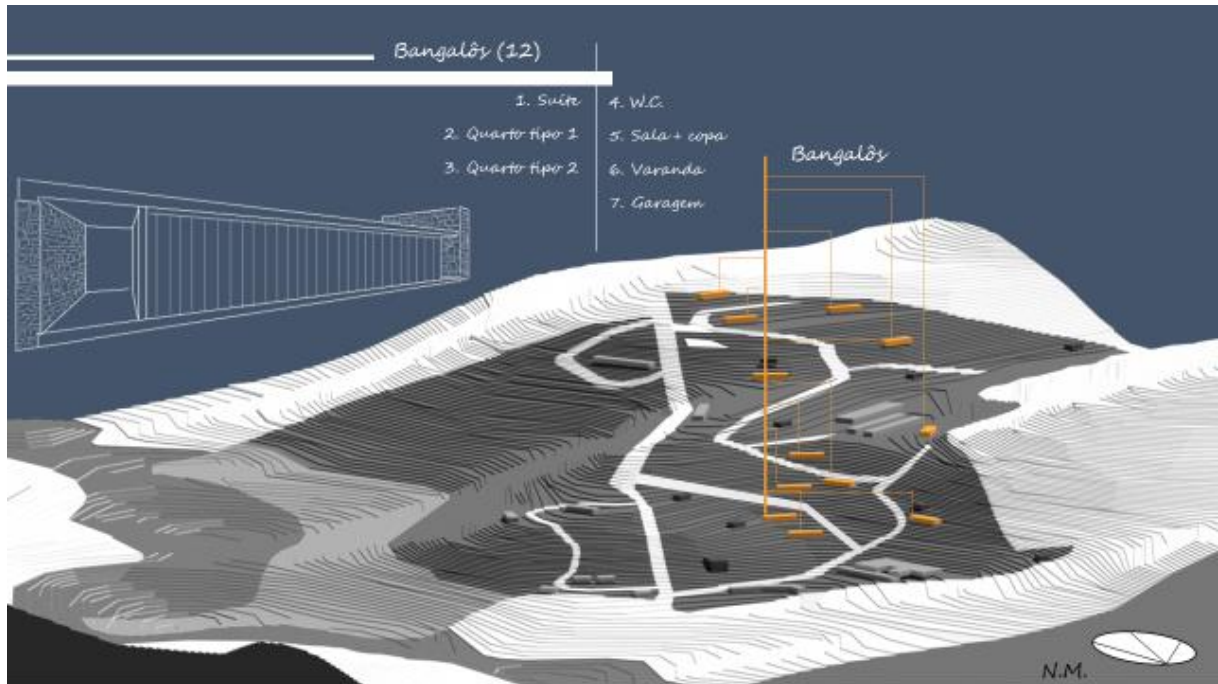 Bangalôs (12)
1. Suíte
2. Quarto tipo 1
3. Quarto tipo 2
4. W.C.
5. Sala + copa
6. Varanda
7. Garagem
Bangalôs
N.M.